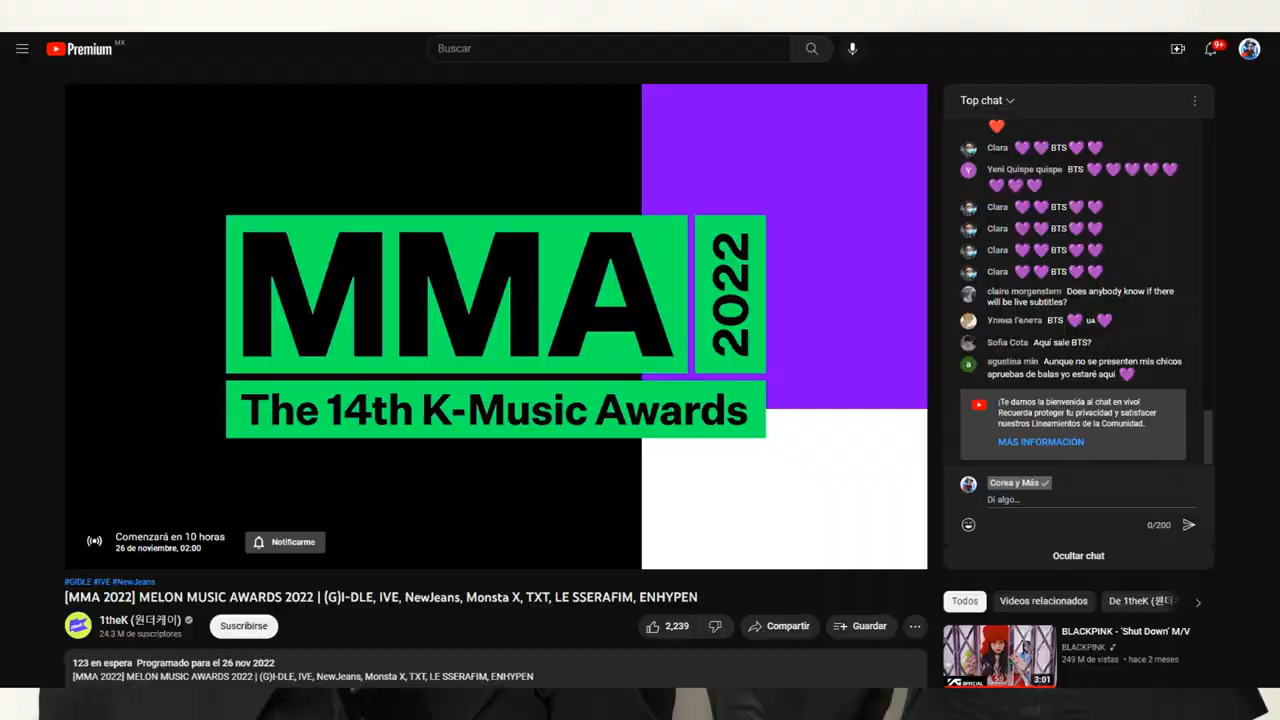 Premium MX
Buscar
9+
MMA 2022
The 14th K-Music Awards
Comenzará en 10 horas
26 de noviembre, 02:00
Notificarme
#GIDLE #IVE #NewJeans
[MMA 2022] MELON MUSIC AWARDS 2022 | (G)I-DLE, IVE, NewJeans, Monsta X, TXT, LE SSERAFIM, ENHYPEN
1theK (원더케이)
24.3 M de suscriptores
Suscribirse
2,239
Compartir
Guardar
123 en espera Programado para el 26 nov 2022
[MMA 2022] MELON MUSIC AWARDS 2022 | (G)I-DLE, IVE, NewJeans, Monsta X, TXT, LE SSERAFIM, ENHYPEN
Top chat
Clara 💜💜BTS💜💜
Yeni Quispe quispe BTS 💜💜💜💜💜
💜💜💜
Clara 💜💜BTS💜💜
Clara 💜💜BTS💜💜
Clara 💜💜BTS💜💜
Clara 💜💜BTS💜💜
claire morgenstern Does anybody know if there
will be live subtitles?
Уляна Гелета BTS 💜 UA 💜
Sofia Cota Aquí sale BTS?
a
agustina min Aunque no se presenten mis chicos
apruebas de balas yo estaré aquí 💜
¡Te damos la bienvenida al chat en vivo!
Recuerda proteger tu privacidad y satisfacer
nuestros Lineamientos de la Comunidad.
MÁS INFORMACIÓN
Corea y Más
Di algo...
0/200
Ocultar chat
Todos
Videos relacionados
De 1theK (원더
BLACKPINK - 'Shut Down' M/V
BLACKPINK
249 M de vistas • hace 2 meses
YG OFFICIAL
3:01